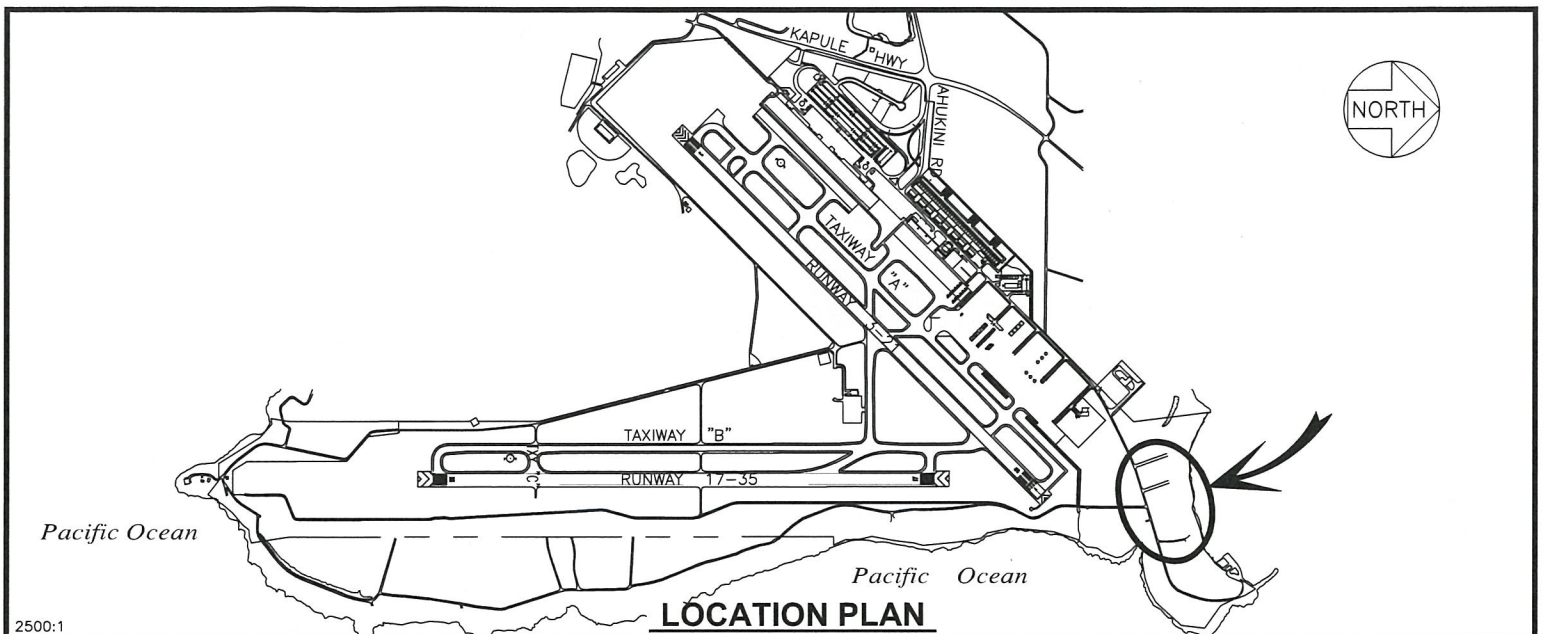 KAPULE HWY
AHUKINI RD
NORTH
TAXIWAY "A"
RUNWAY
TAXIWAY "B"
RUNWAY 17-35
Pacific Ocean
Pacific Ocean
LOCATION PLAN
2500:1